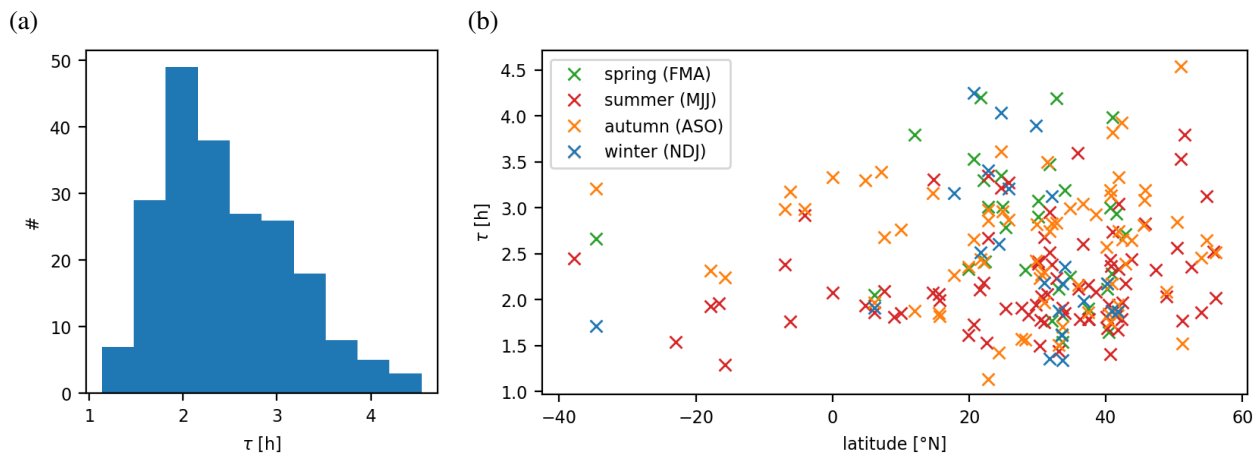 (a)
50
40
30
20
10
0
#
1 2 3 4
τ [h]
(b)
4.5
4.0
3.5
3.0
2.5
2.0
1.5
1.0
τ [h]
spring (FMA)
summer (MJJ)
autumn (ASO)
winter (NDJ)
−40 −20 0 20 40 60
latitude [°N]